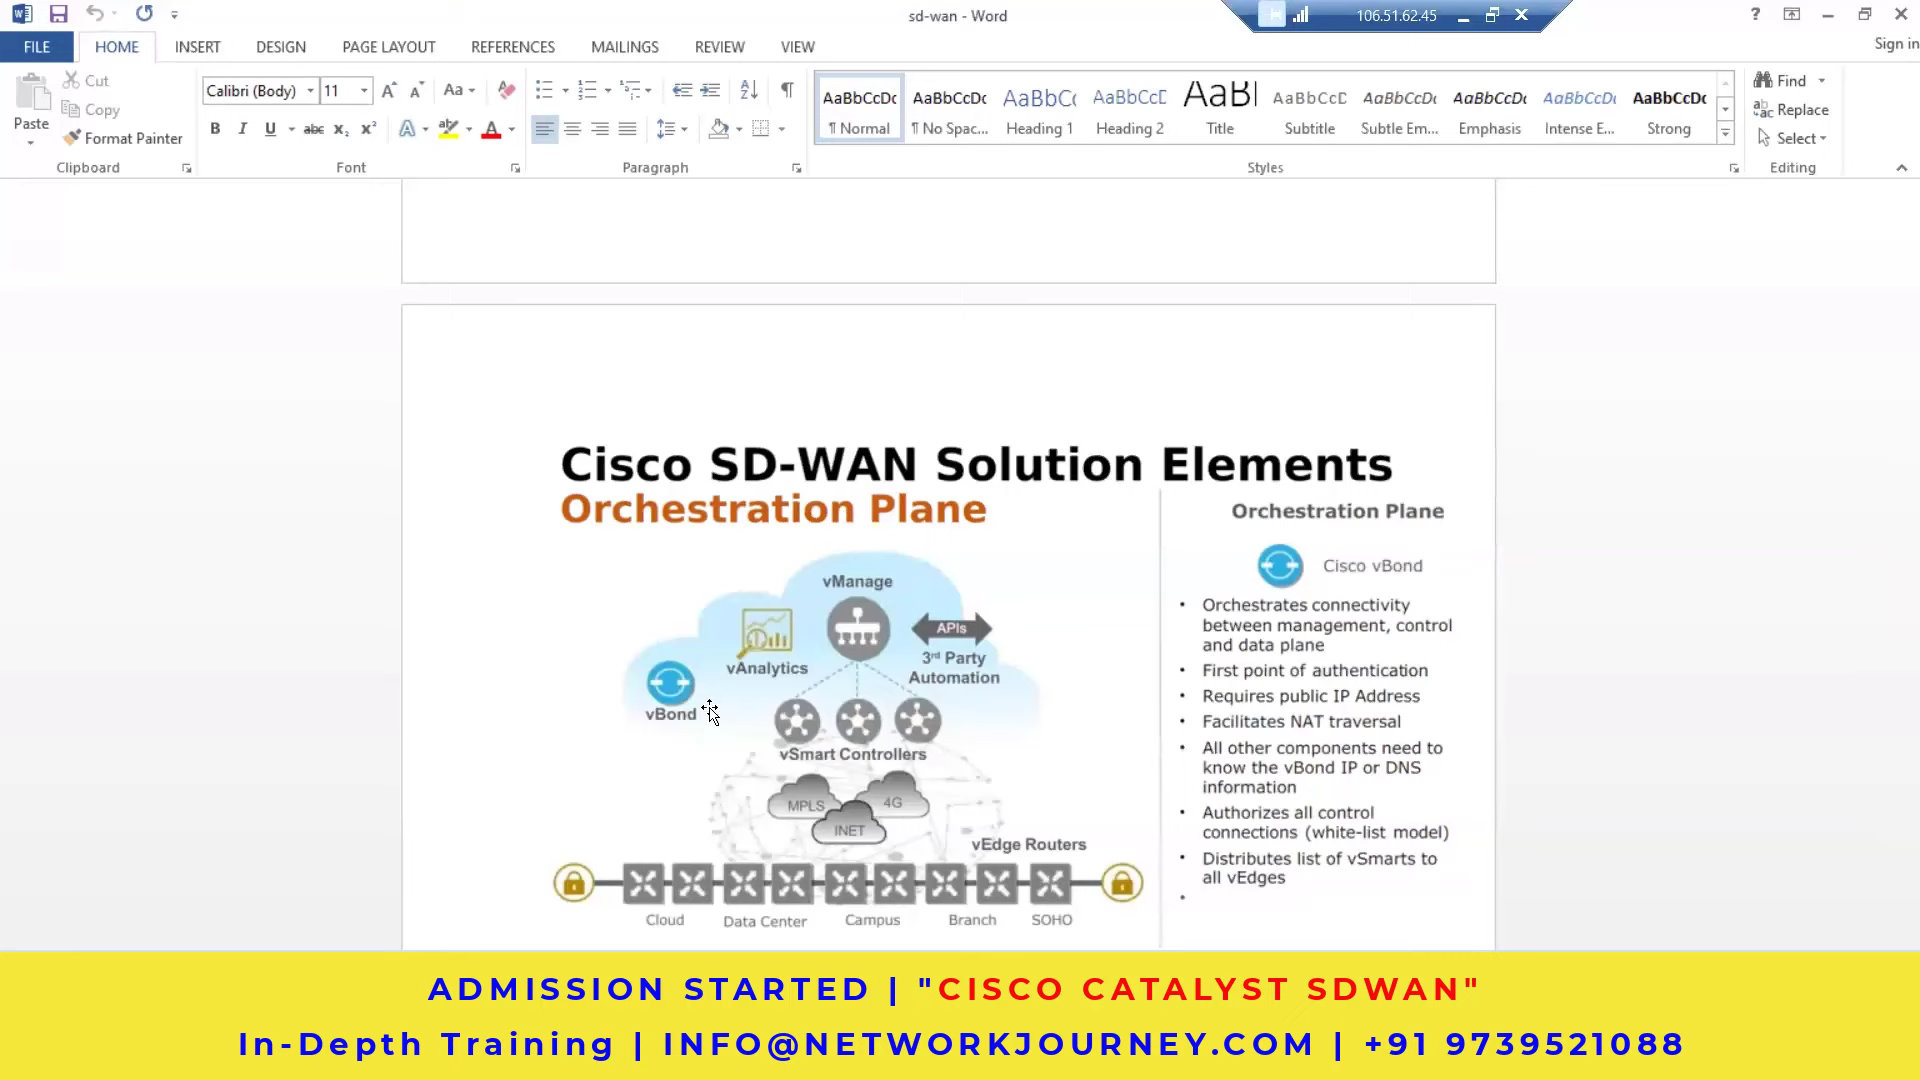 sd-wan - Word
106.51.62.45
?
FILE
HOME
INSERT
DESIGN
PAGE LAYOUT
REFERENCES
MAILINGS
REVIEW
VIEW
Sign in
Paste
Cut
Copy
Format Painter
Clipboard
Calibri (Body)
11
Aa
B I U abc x₂ x² A A
Font
Paragraph
AaBbCcDc
¶ Normal
AaBbCcDc
¶ No Spac...
AaBbCc
Heading 1
AaBbCcD
Heading 2
AaBl
Title
AaBbCcD
Subtitle
AaBbCcDc
Subtle Em...
AaBbCcDc
Emphasis
AaBbCcDc
Intense E...
AaBbCcDc
Strong
Styles
Find
Replace
Select
Editing
Cisco SD-WAN Solution Elements
Orchestration Plane
vManage
vAnalytics
APIs
3rd Party
Automation
vBond
vSmart Controllers
MPLS
4G
INET
vEdge Routers
Cloud
Data Center
Campus
Branch
SOHO
Orchestration Plane
Cisco vBond
• Orchestrates connectivity
between management, control
and data plane
• First point of authentication
• Requires public IP Address
• Facilitates NAT traversal
• All other components need to
know the vBond IP or DNS
information
• Authorizes all control
connections (white-list model)
• Distributes list of vSmarts to
all vEdges
•
ADMISSION STARTED | "CISCO CATALYST SDWAN"
In-Depth Training | INFO@NETWORKJOURNEY.COM | +91 9739521088